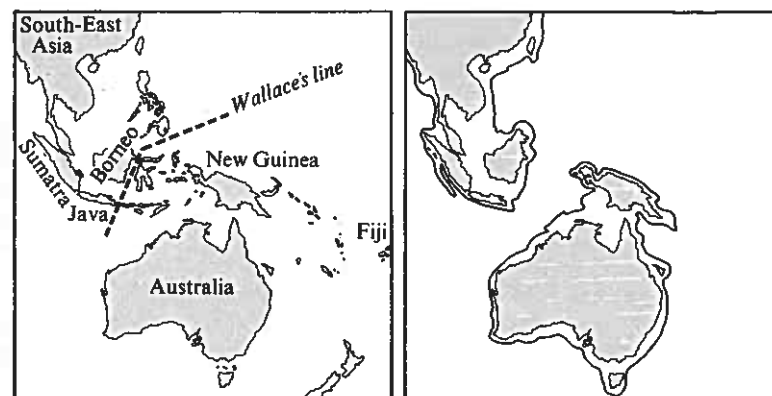 South-East
Asia
Wallace's line
Borneo
New Guinea
Sumatra
Java
Fiji
Australia